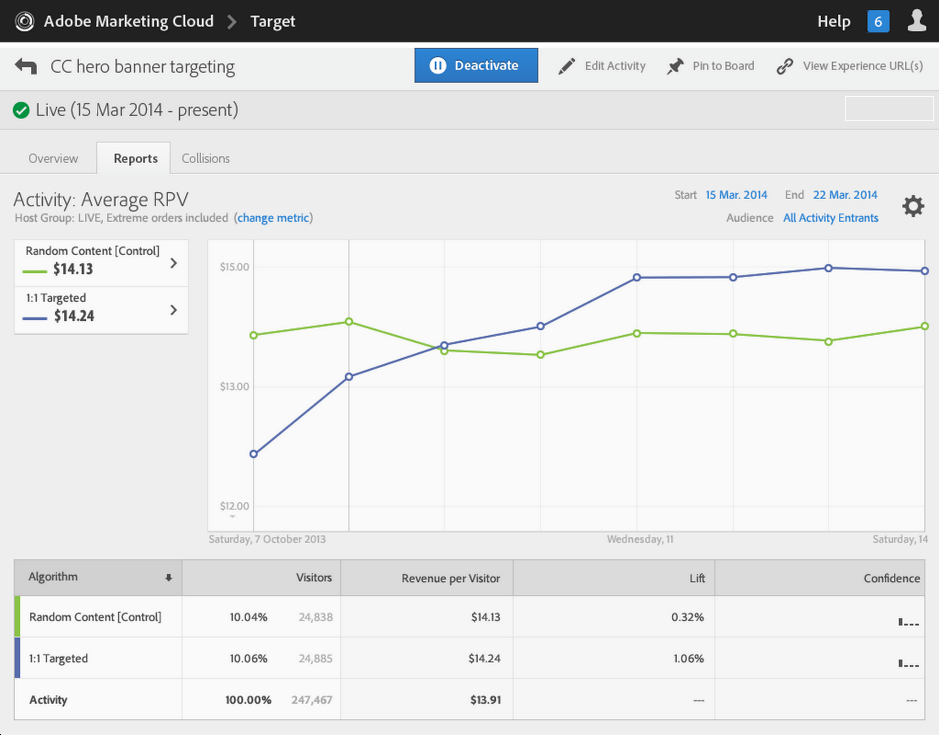 Adobe Marketing Cloud > Target Help 6
CC hero banner targeting Deactivate Edit Activity Pin to Board View Experience URL(s)
Live (15 Mar 2014 - present)
Overview Reports Collisions
Activity: Average RPV
Host Group: LIVE, Extreme orders included (change metric)
Start 15 Mar. 2014 End 22 Mar. 2014
Audience All Activity Entrants
Random Content [Control]
$14.13
1:1 Targeted
$14.24
$15.00
$13.00
$12.00
Saturday, 7 October 2013 Wednesday, 11 Saturday, 14
Algorithm Visitors Revenue per Visitor Lift Confidence
Random Content [Control] 10.04% 24,838 $14.13 0.32%
1:1 Targeted 10.06% 24,885 $14.24 1.06%
Activity 100.00% 247,467 $13.91 --- ---